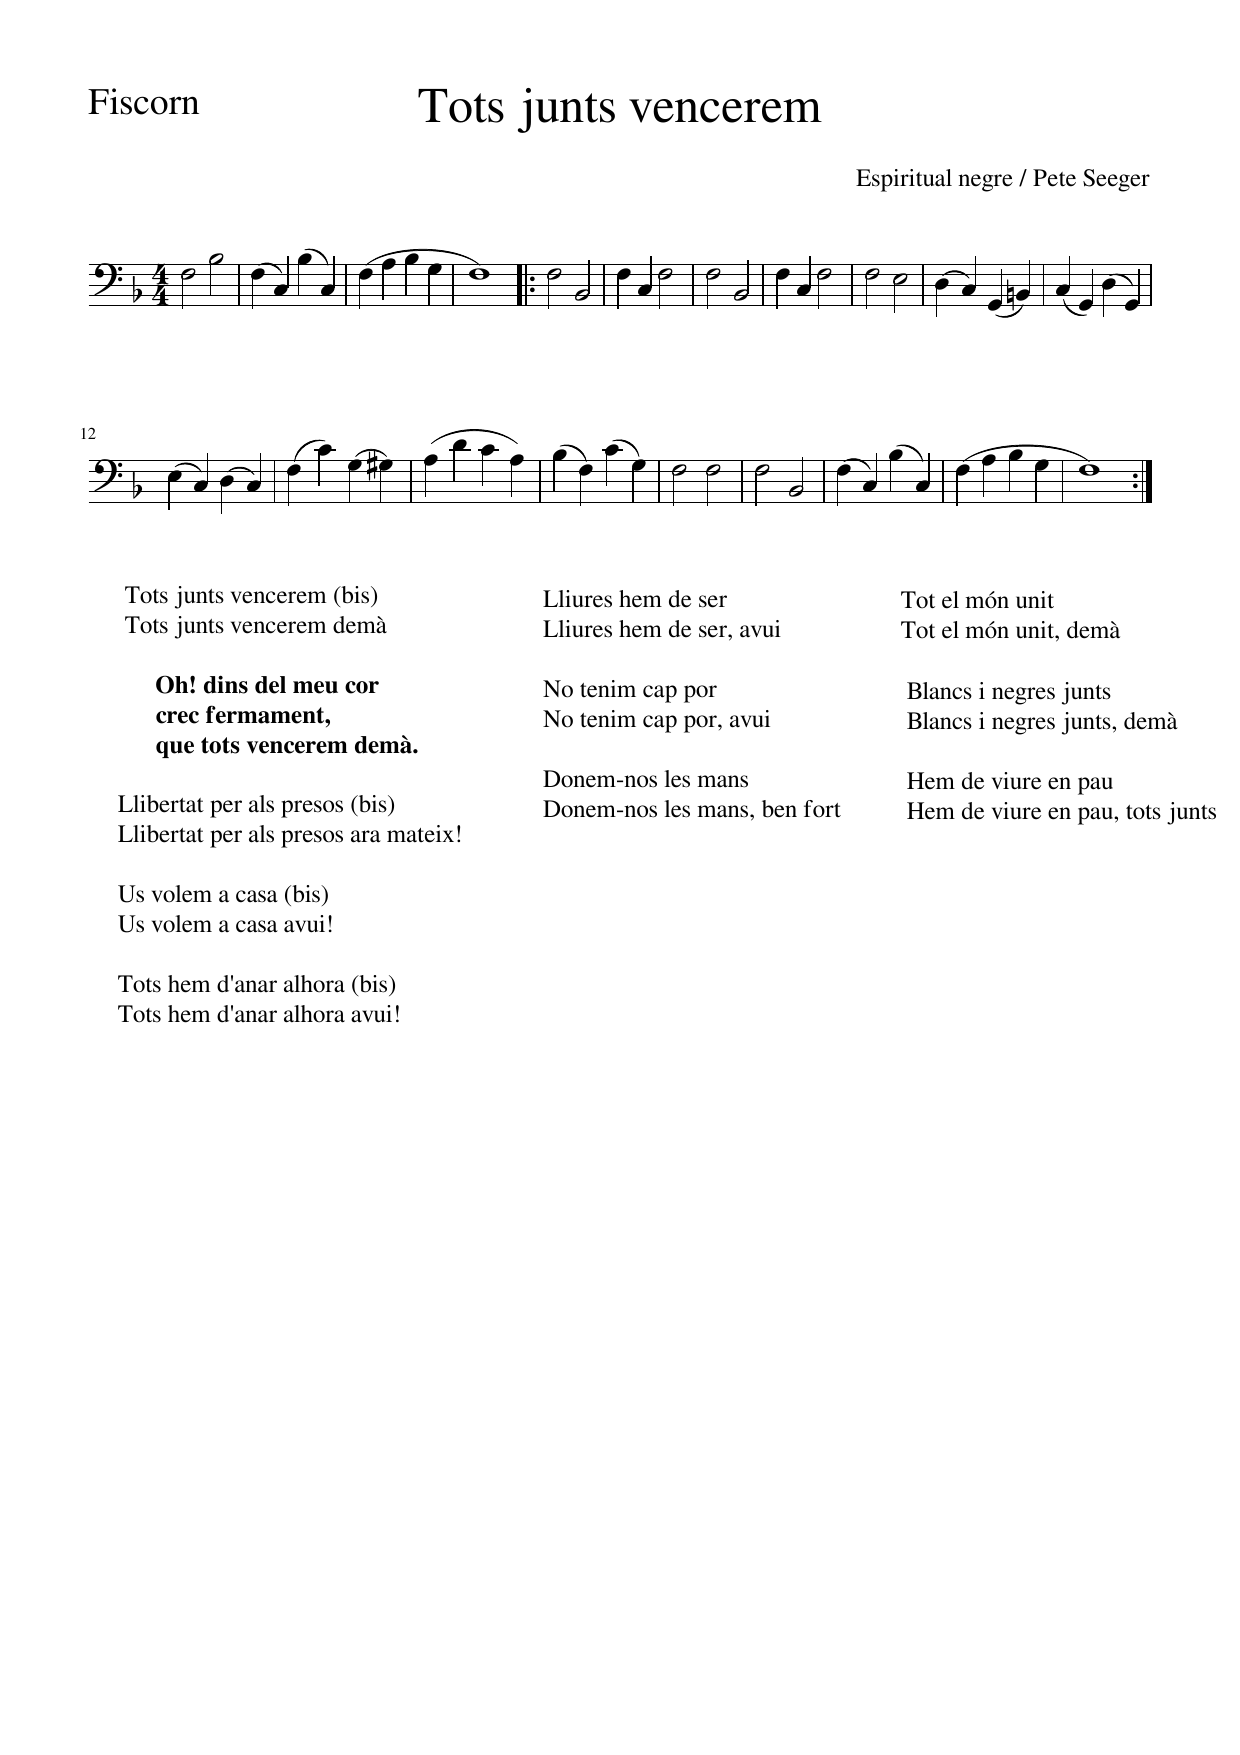 Fiscorn
Tots junts vencerem
Espiritual negre / Pete Seeger
4
4
12
Tots junts vencerem (bis)
Tots junts vencerem demà
Oh! dins del meu cor
crec fermament,
que tots vencerem demà.
Llibertat per als presos (bis)
Llibertat per als presos ara mateix!
Us volem a casa (bis)
Us volem a casa avui!
Tots hem d'anar alhora (bis)
Tots hem d'anar alhora avui!
Lliures hem de ser
Lliures hem de ser, avui
No tenim cap por
No tenim cap por, avui
Donem-nos les mans
Donem-nos les mans, ben fort
Tot el món unit
Tot el món unit, demà
Blancs i negres junts
Blancs i negres junts, demà
Hem de viure en pau
Hem de viure en pau, tots junts